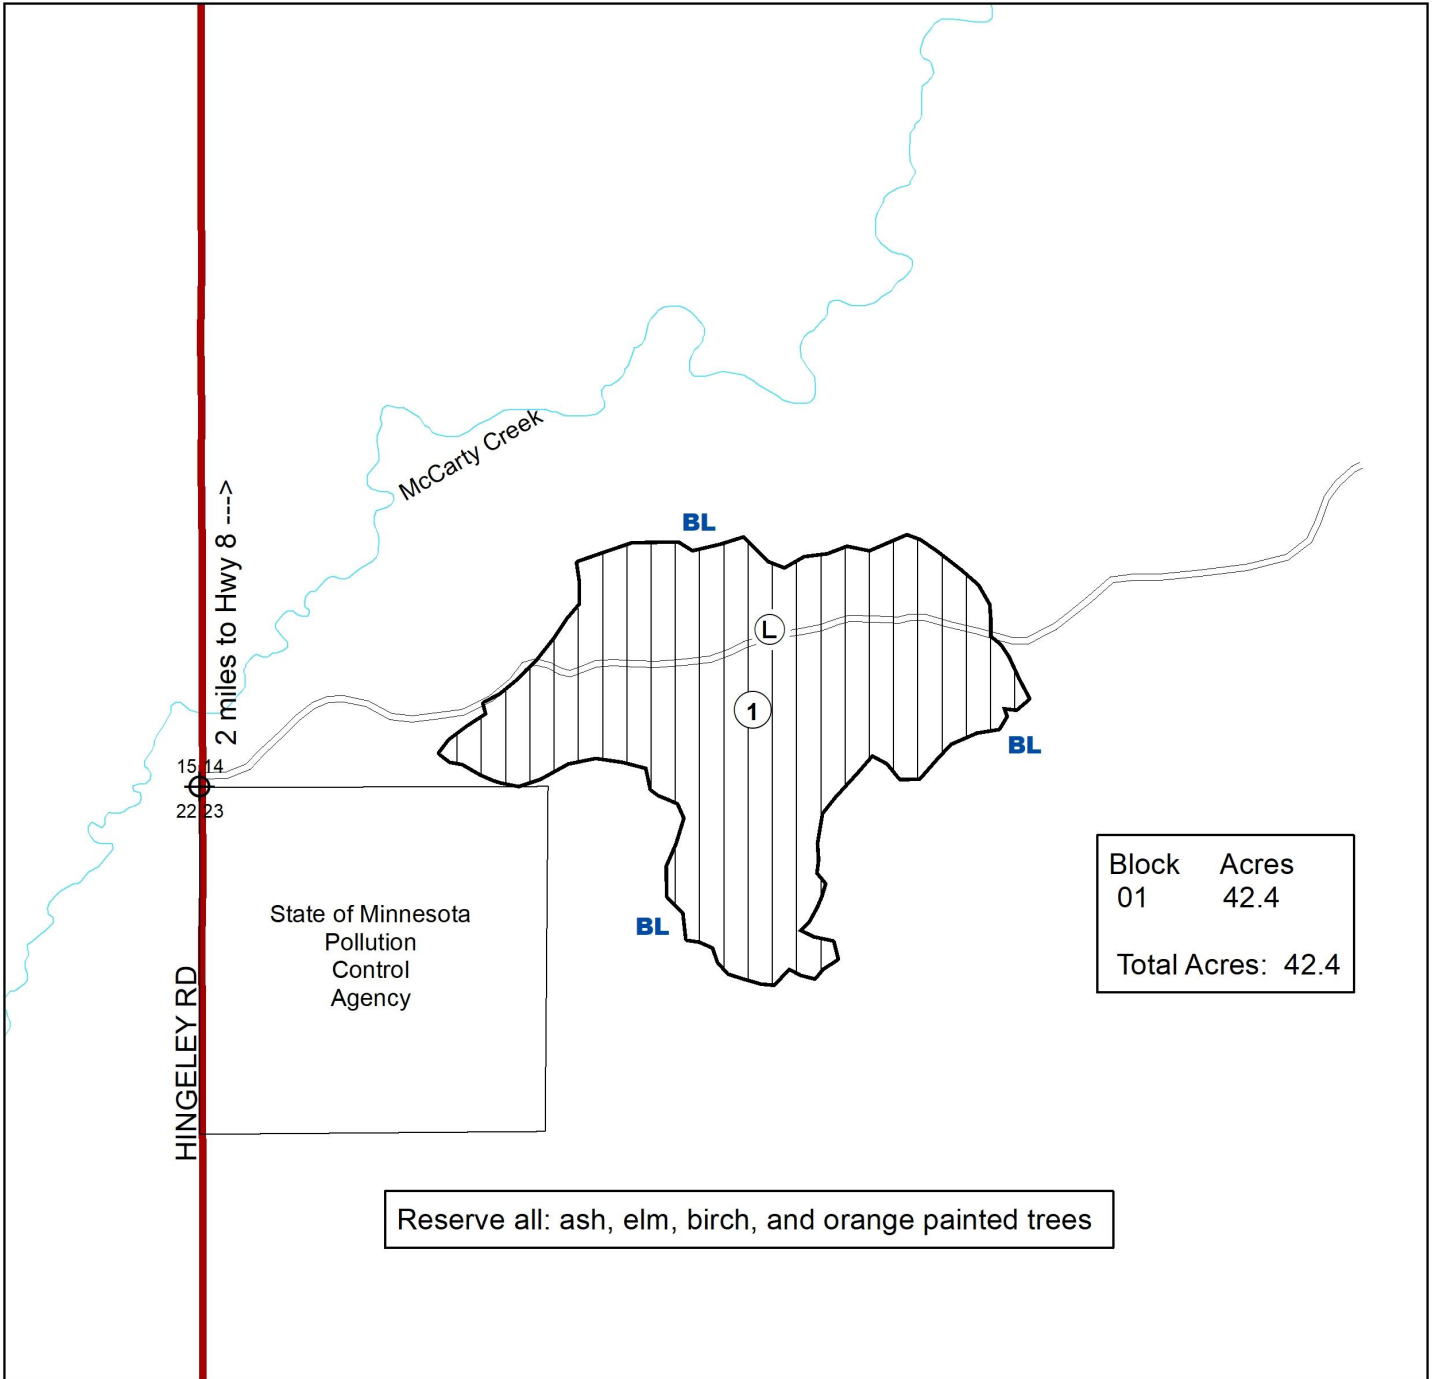 McCarty Creek
2 miles to Hwy 8 --->
BL
L
1
BL
15 14
22 23
Block Acres
01 42.4
Total Acres: 42.4
State of Minnesota
Pollution
Control
Agency
BL
HINGELEY RD
Reserve all: ash, elm, birch, and orange painted trees